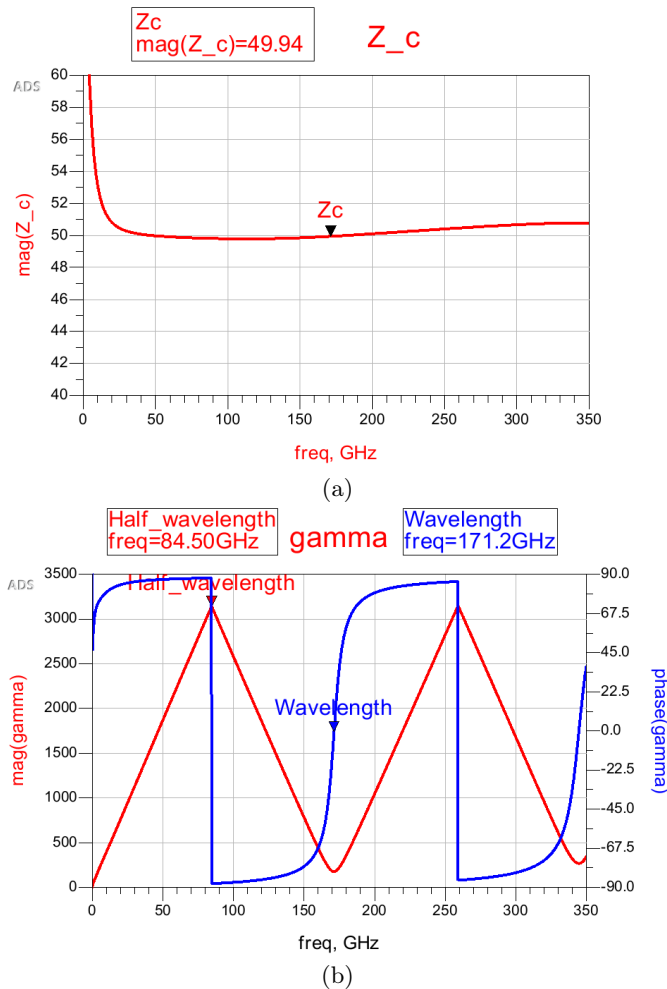 Zc
mag(Z_c)=49.94
Z_c
ADS
60
58
56
54
52
50
48
46
44
42
40
mag(Z_c)
Zc
0
50
100
150
200
250
300
350
freq, GHz
(a)
Half_wavelength
freq=84.50GHz
gamma
Wavelength
freq=171.2GHz
ADS
3500
3000
2500
2000
1500
1000
500
0
mag(gamma)
Half_wavelength
Wavelength
90.0
67.5
45.0
22.5
0.0
-22.5
-45.0
-67.5
-90.0
phase(gamma)
0
50
100
150
200
250
300
350
freq, GHz
(b)